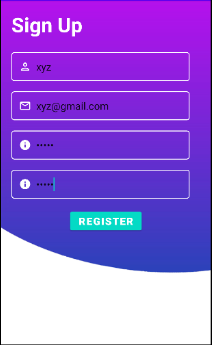 Sign Up
xyz
xyz@gmail.com
•••••
•••••
REGISTER